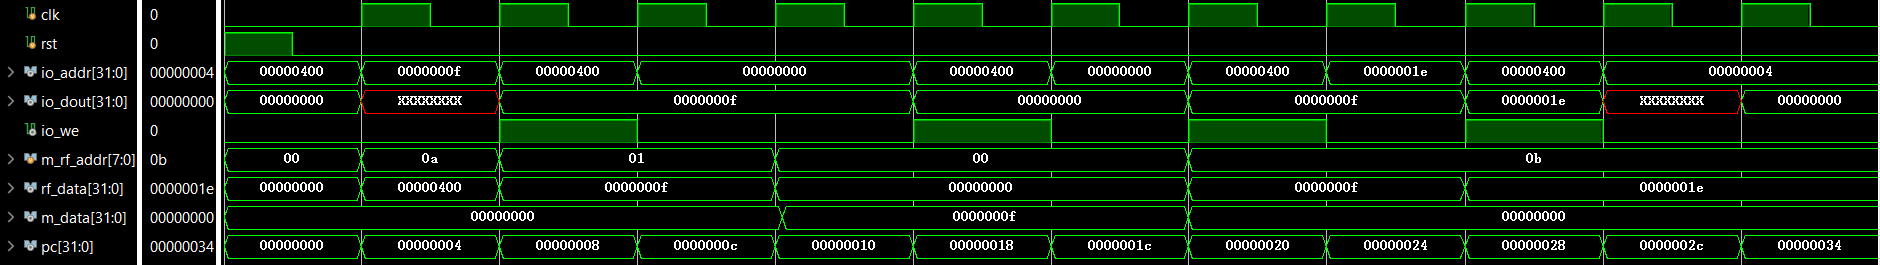 clk 0
rst 0
io_addr[31:0] 00000004 00000400 0000000f 00000400 00000000 00000400 00000000 00000400 0000001e 00000400 00000004
io_dout[31:0] 00000000 00000000 XXXXXXXX 0000000f 00000000 0000000f 0000001e XXXXXXXX 00000000
io_we 0
m_rf_addr[7:0] 0b 00 0a 01 00 0b
rf_data[31:0] 0000001e 00000000 00000400 0000000f 00000000 0000000f 0000001e
m_data[31:0] 00000000 00000000 0000000f 00000000
pc[31:0] 00000034 00000000 00000004 00000008 0000000c 00000010 00000018 0000001c 00000020 00000024 00000028 0000002c 00000034